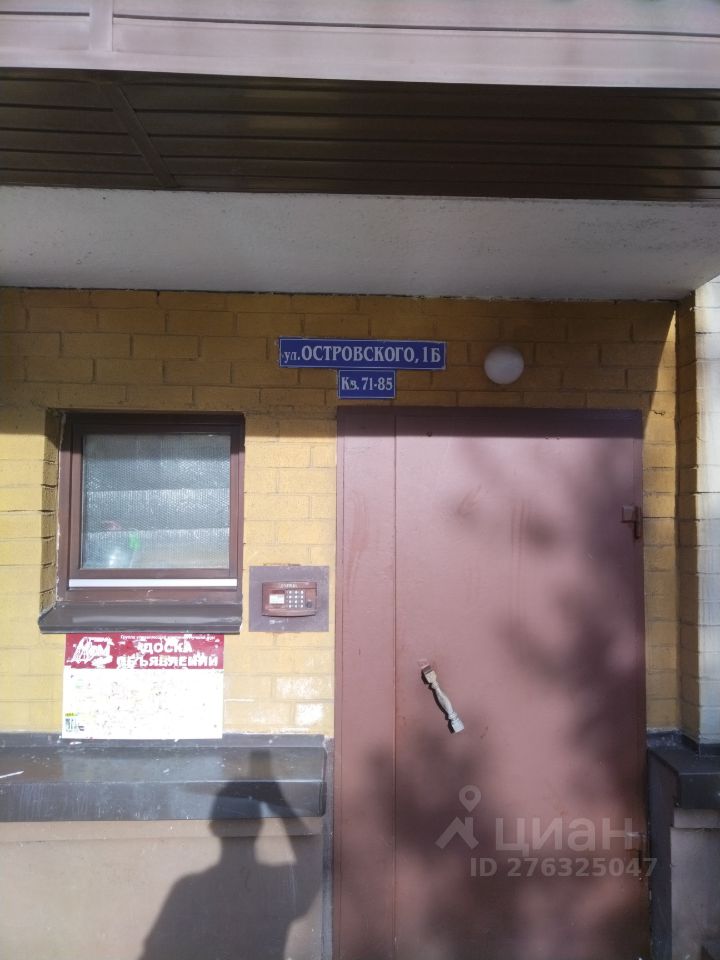 ул. ОСТРОВСКОГО, 1Б
Кв. 71-85
ДОСКА
ОБЪЯВЛЕНИЙ
циан
ID 276325047